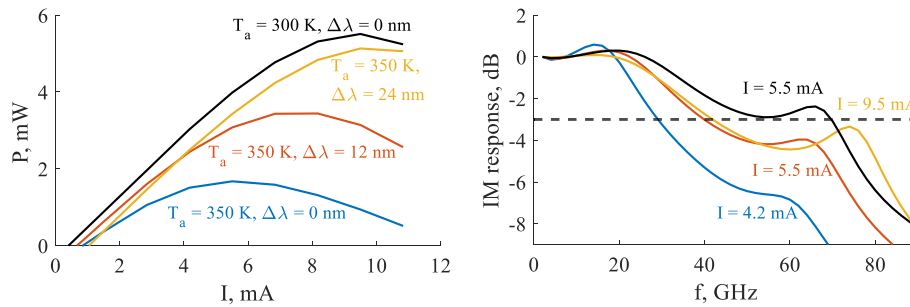 6
4
2
0
P, mW
0
2
4
6
8
10
12
I, mA
T_a = 300 K, Δλ = 0 nm
T_a = 350 K,
Δλ = 24 nm
T_a = 350 K, Δλ = 12 nm
T_a = 350 K, Δλ = 0 nm
0
-2
-4
-6
-8
IM response, dB
0
20
40
60
80
f, GHz
I = 5.5 mA
I = 9.5 mA
I = 5.5 mA
I = 4.2 mA